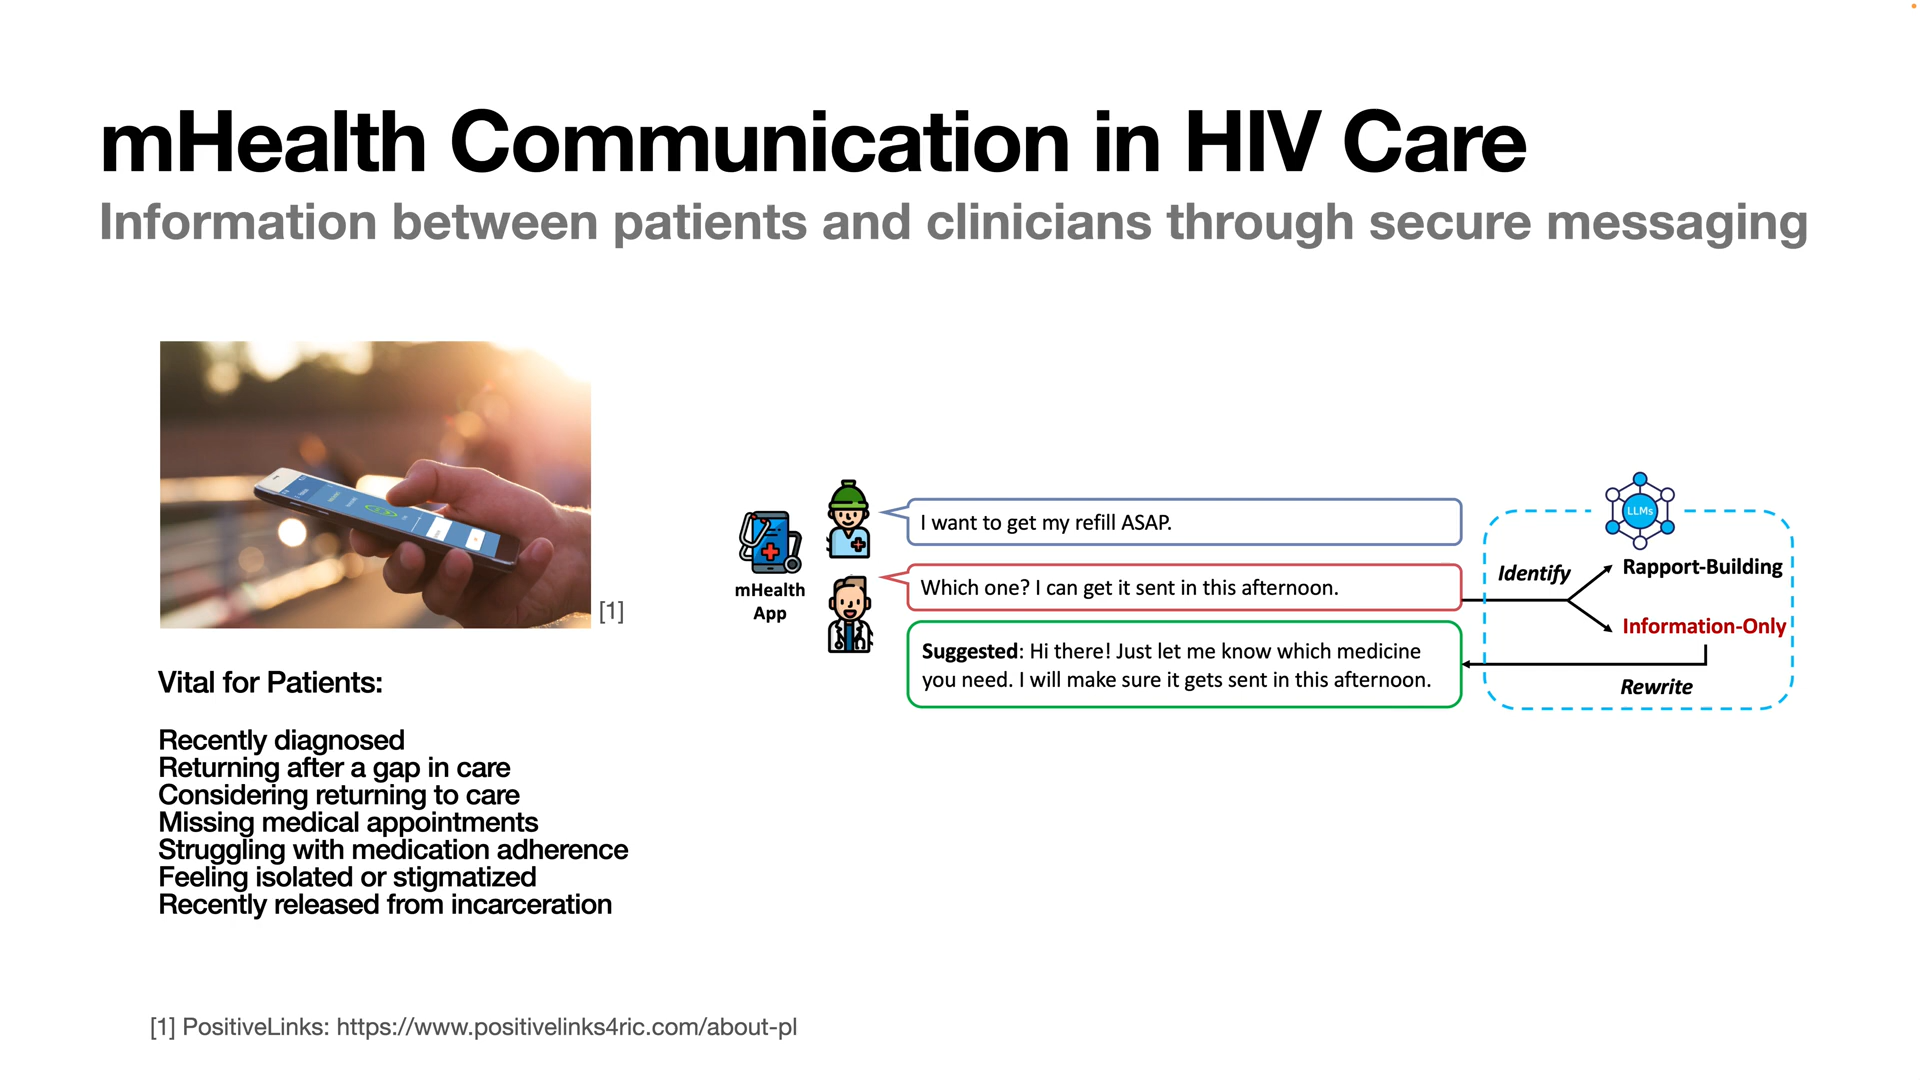 mHealth Communication in HIV Care
Information between patients and clinicians through secure messaging
[1]
Vital for Patients:
Recently diagnosed
Returning after a gap in care
Considering returning to care
Missing medical appointments
Struggling with medication adherence
Feeling isolated or stigmatized
Recently released from incarceration
mHealth
App
I want to get my refill ASAP.
Which one? I can get it sent in this afternoon.
Suggested: Hi there! Just let me know which medicine
you need. I will make sure it gets sent in this afternoon.
LLMs
Identify
Rapport-Building
Information-Only
Rewrite
[1] PositiveLinks: https://www.positivelinks4ric.com/about-pl